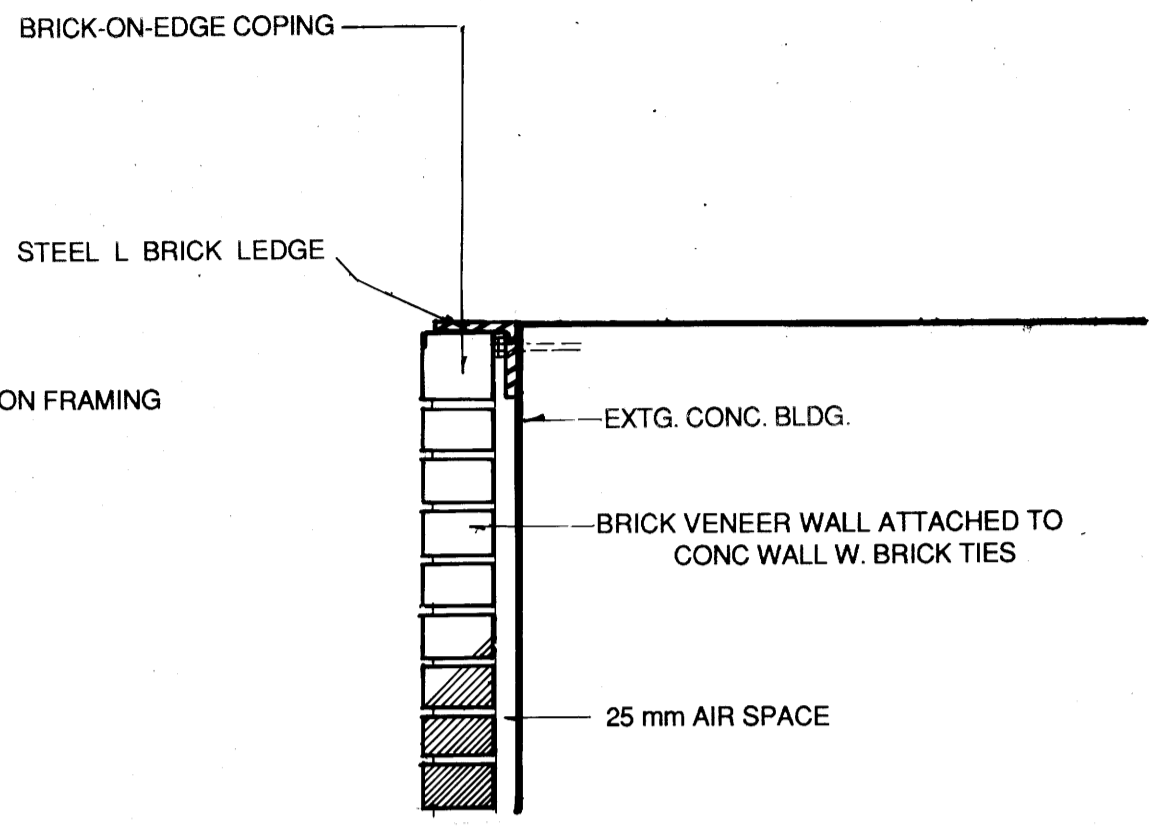 BRICK-ON-EDGE COPING
STEEL L BRICK LEDGE
ON FRAMING
EXTG. CONC. BLDG.
BRICK VENEER WALL ATTACHED TO
CONC WALL W. BRICK TIES
25 mm AIR SPACE